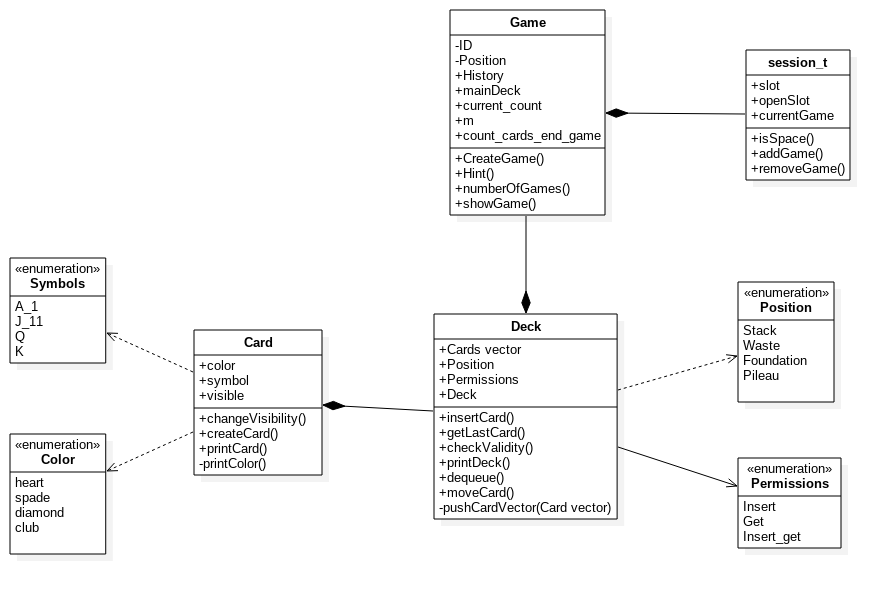 Game
-ID
-Position
+History
+mainDeck
+current_count
+m
+count_cards_end_game
+CreateGame()
+Hint()
+numberOfGames()
+showGame()
session_t
+slot
+openSlot
+currentGame
+isSpace()
+addGame()
+removeGame()
«enumeration»
Symbols
A_1
J_11
Q
K
Card
+color
+symbol
+visible
+changeVisibility()
+createCard()
+printCard()
-printColor()
Deck
+Cards vector
+Position
+Permissions
+Deck
+insertCard()
+getLastCard()
+checkValidity()
+printDeck()
+dequeue()
+moveCard()
-pushCardVector(Card vector)
«enumeration»
Position
Stack
Waste
Foundation
Pileau
«enumeration»
Color
heart
spade
diamond
club
«enumeration»
Permissions
Insert
Get
Insert_get